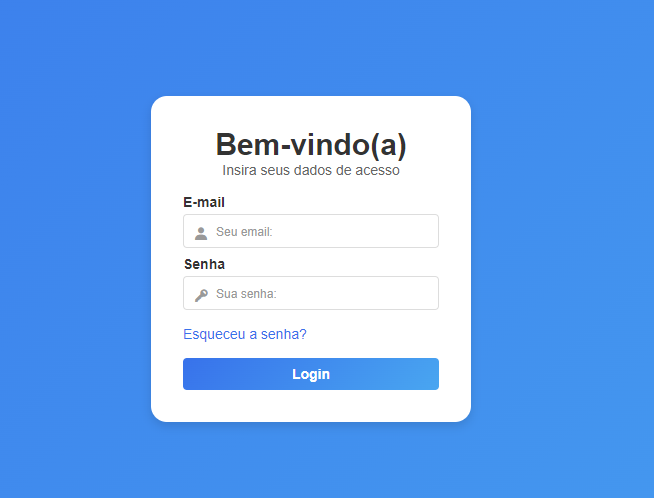 Bem-vindo(a)
Insira seus dados de acesso
E-mail
Seu email:
Senha
Sua senha:
Esqueceu a senha?
Login